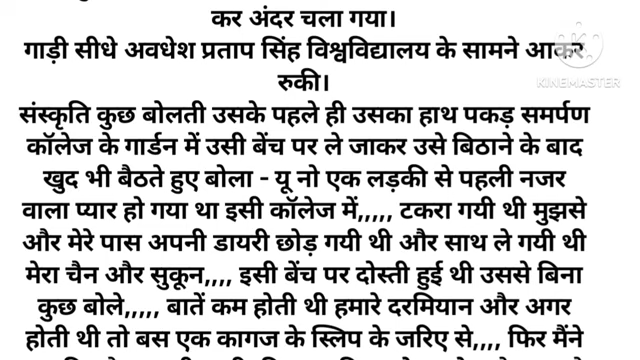 कर अंदर चला गया।
गाड़ी सीधे अवधेश प्रताप सिंह विश्वविद्यालय के सामने आकर
रुकी।
संस्कृति कुछ बोलती उसके पहले ही उसका हाथ पकड़ समर्पण
कॉलेज के गार्डन में उसी बेंच पर ले जाकर उसे बिठाने के बाद
खुद भी बैठते हुए बोला - यू नो एक लड़की से पहली नजर
वाला प्यार हो गया था इसी कॉलेज में,,,,, टकरा गयी थी मुझसे
और मेरे पास अपनी डायरी छोड़ गयी थी और साथ ले गयी थी
मेरा चैन और सुकून,,,, इसी बेंच पर दोस्ती हुई थी उससे बिना
कुछ बोले,,,,, बातें कम होती थी हमारे दरमियान और अगर
होती थी तो बस एक कागज के स्लिप के जरिए से,,,, फिर मैंने
KINEMASTER